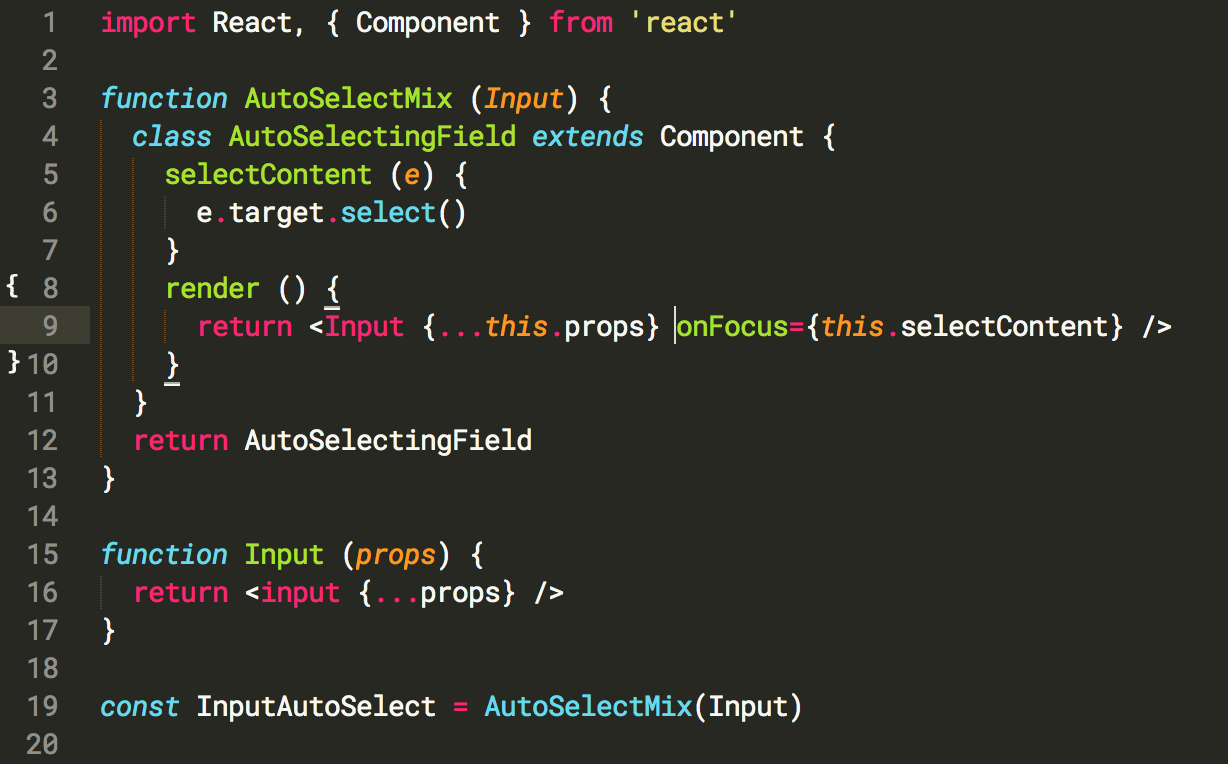 1 import React, { Component } from 'react'
2
3 function AutoSelectMix (Input) {
4 class AutoSelectingField extends Component {
5 selectContent (e) {
6 e.target.select()
7 }
{ 8 render () {
9 return <Input {...this.props} onFocus={this.selectContent} />
}10 }
11 }
12 return AutoSelectingField
13 }
14
15 function Input (props) {
16 return <input {...props} />
17 }
18
19 const InputAutoSelect = AutoSelectMix(Input)
20